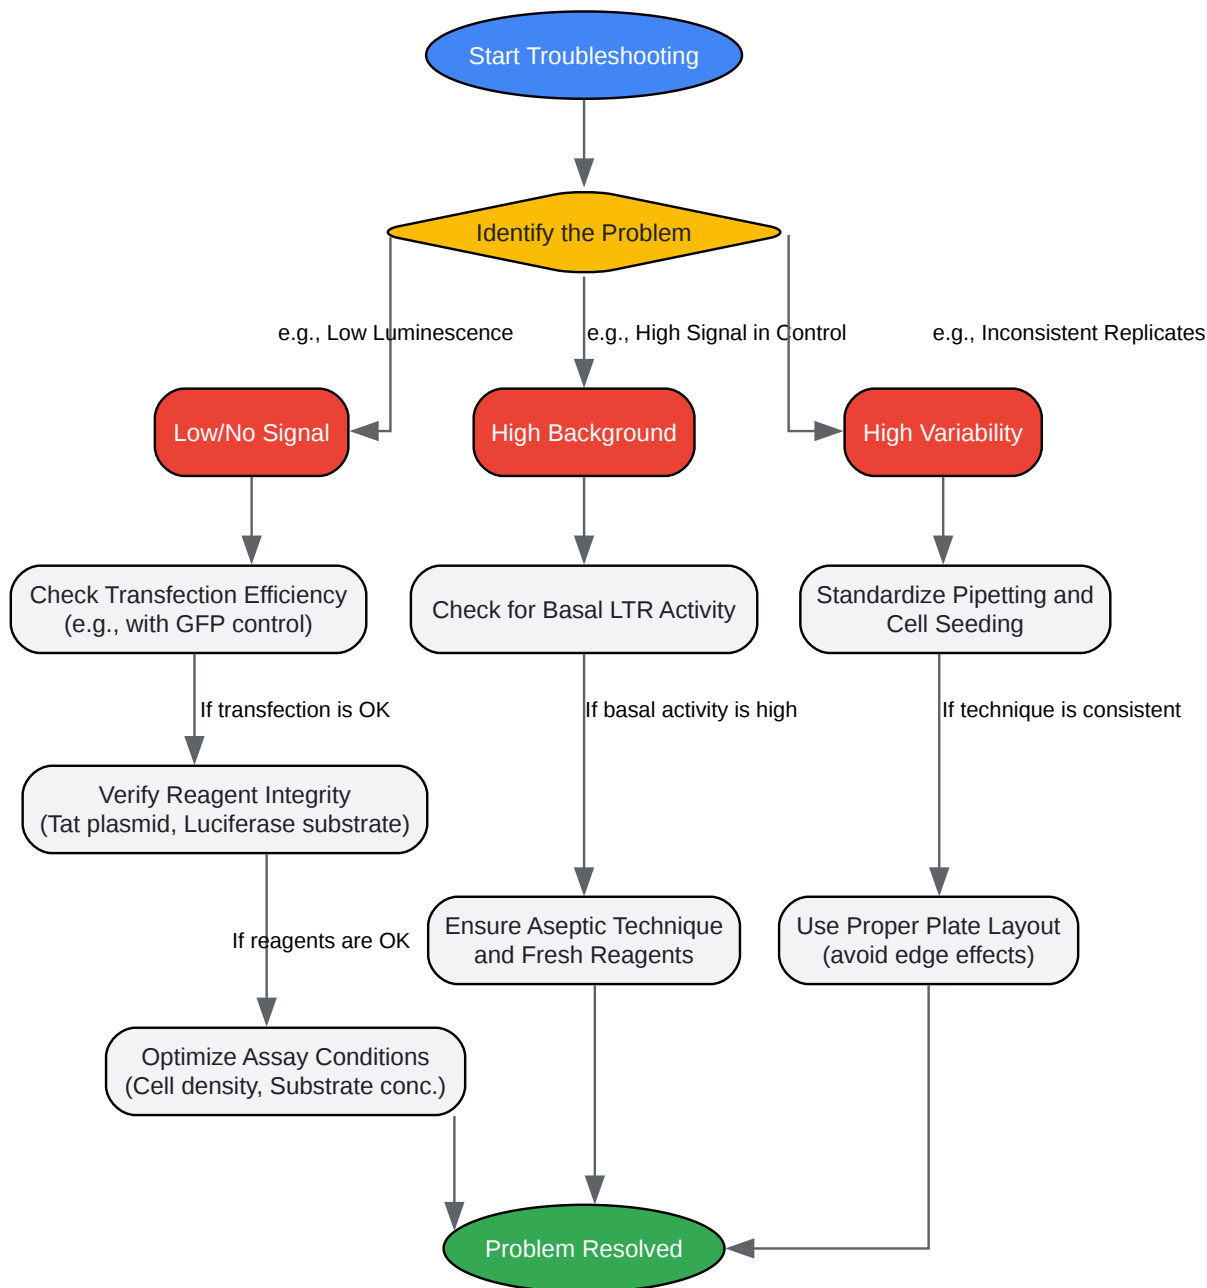 Start Troubleshooting
Identify the Problem
e.g., Low Luminescence
e.g., High Signal in Control
e.g., Inconsistent Replicates
Low/No Signal
High Background
High Variability
Check Transfection Efficiency
(e.g., with GFP control)
Check for Basal LTR Activity
Standardize Pipetting and
Cell Seeding
If transfection is OK
If basal activity is high
If technique is consistent
Verify Reagent Integrity
(Tat plasmid, Luciferase substrate)
If reagents are OK
Ensure Aseptic Technique
and Fresh Reagents
Use Proper Plate Layout
(avoid edge effects)
Optimize Assay Conditions
(Cell density, Substrate conc.)
Problem Resolved